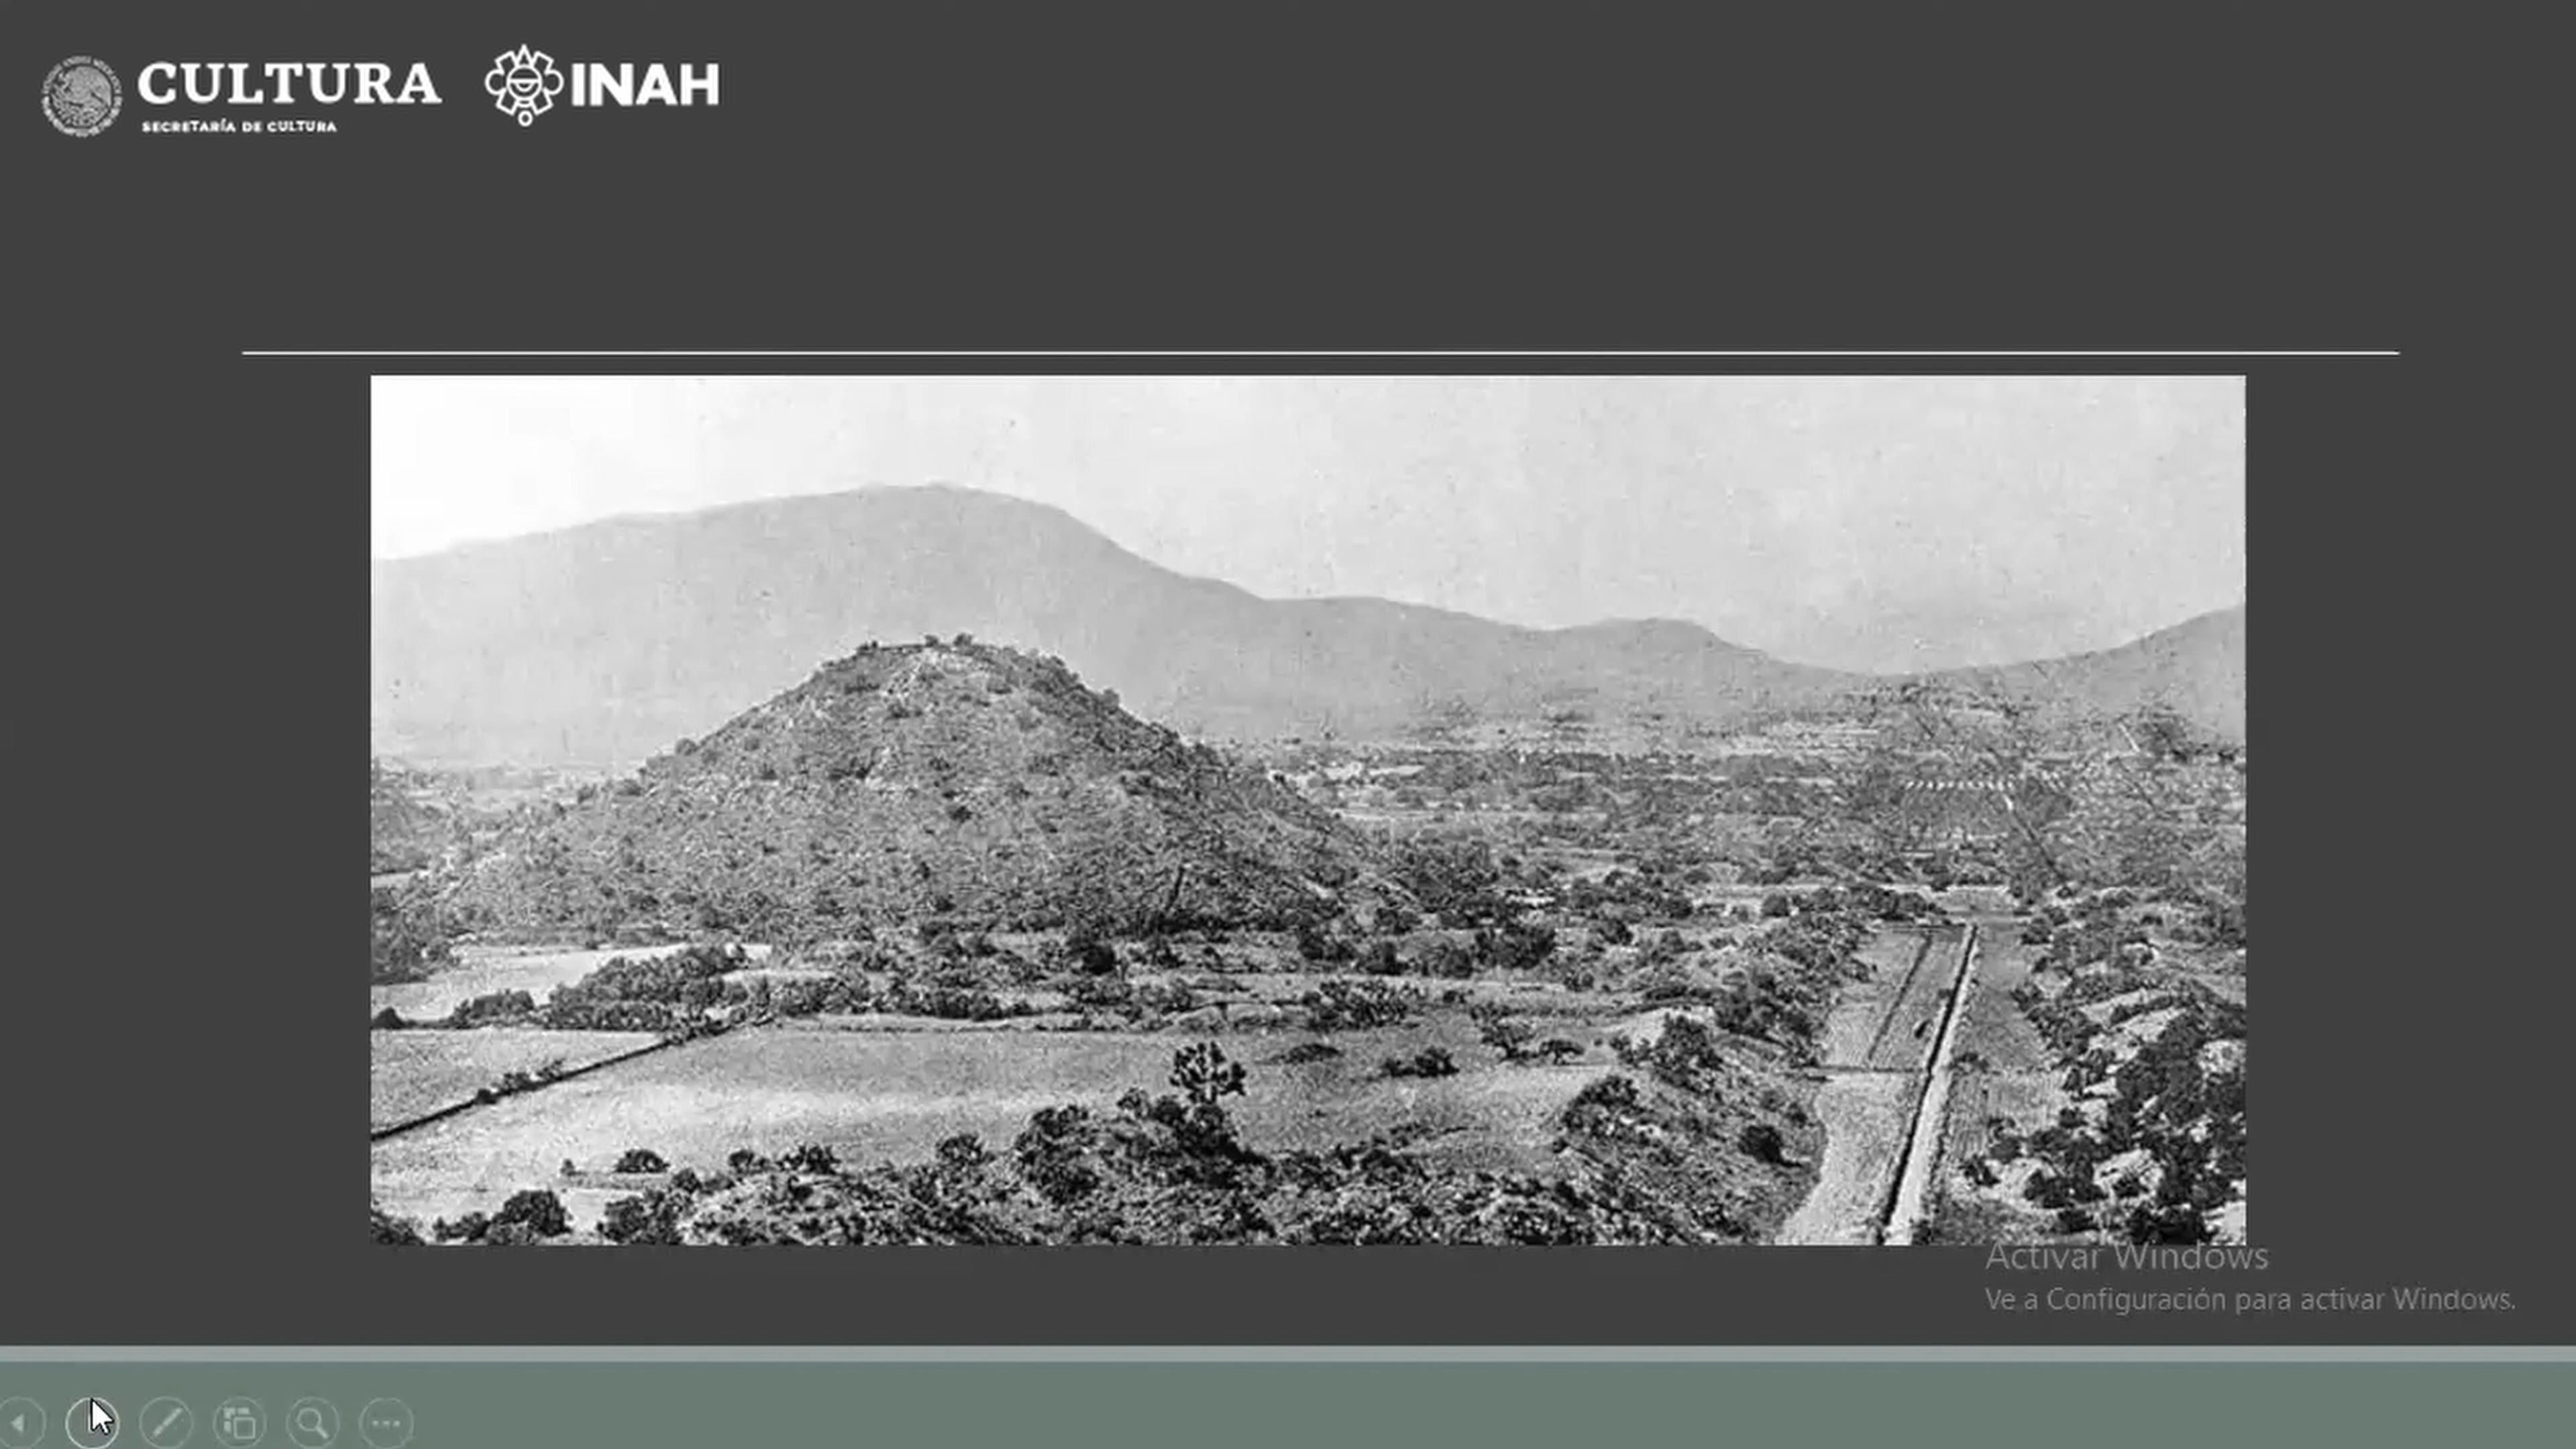 CULTURA
SECRETARÍA DE CULTURA
INAH
Activar Windows
Ve a Configuración para activar Windows.